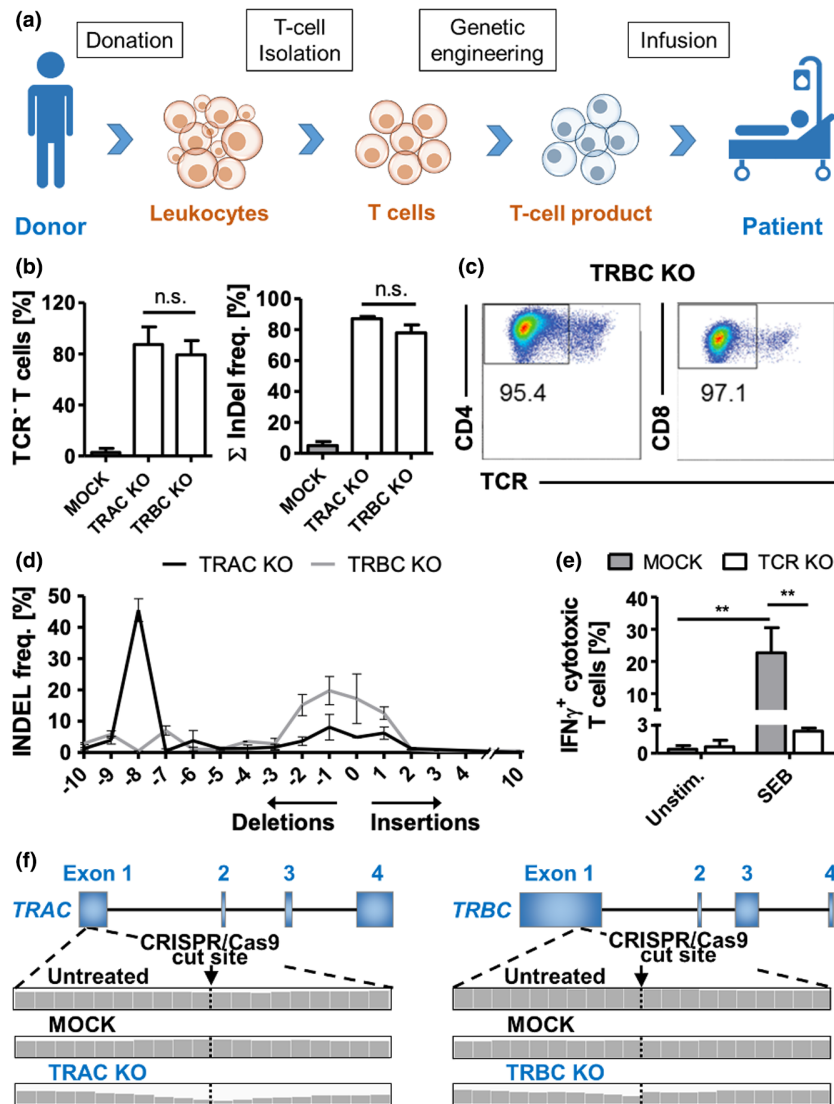 (a)
Donation
T-cell
Isolation
Genetic
engineering
Infusion
Donor
Leukocytes
T cells
T-cell product
Patient
(b)
TCR⁻ T cells [%]
120
80
40
0
n.s.
MOCK
TRAC KO
TRBC KO
Σ InDel freq. [%]
100
80
60
40
20
0
n.s.
MOCK
TRAC KO
TRBC KO
(c)
TRBC KO
CD4
95.4
CD8
97.1
TCR
(d)
TRAC KO
TRBC KO
INDEL freq. [%]
50
40
30
20
10
0
-10 -9 -8 -7 -6 -5 -4 -3 -2 -1 0 1 2 3 4 10
Deletions
Insertions
(e)
MOCK
TCR KO
IFNγ⁺ cytotoxic
T cells [%]
40
30
20
10
3
0
**
**
Unstim.
SEB
(f)
Exon 1 2 3 4
TRAC
CRISPR/Cas9
cut site
Untreated
MOCK
TRAC KO
Exon 1 2 3 4
TRBC
CRISPR/Cas9
cut site
Untreated
MOCK
TRBC KO